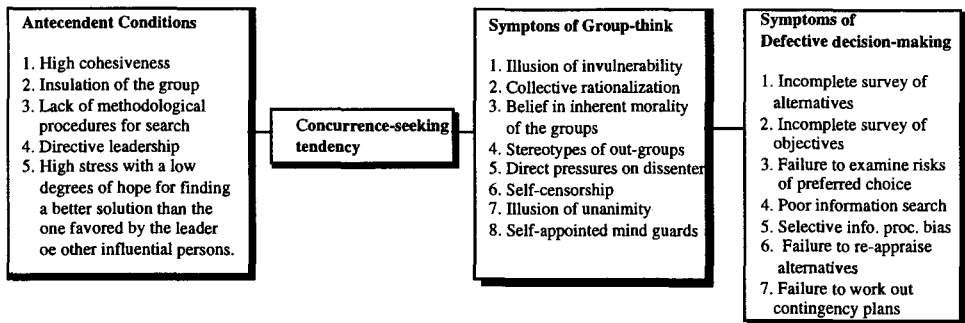 Antecendent Conditions
1. High cohesiveness
2. Insulation of the group
3. Lack of methodological
procedures for search
4. Directive leadership
5. High stress with a low
degrees of hope for finding
a better solution than the
one favored by the leader
oe other influential persons.
Concurrence-seeking
tendency
Symptons of Group-think
1. Illusion of invulnerability
2. Collective rationalization
3. Belief in inherent morality
of the groups
4. Stereotypes of out-groups
5. Direct pressures on dissenter
6. Self-censorship
7. Illusion of unanimity
8. Self-appointed mind guards
Symptoms of
Defective decision-making
1. Incomplete survey of
alternatives
2. Incomplete survey of
objectives
3. Failure to examine risks
of preferred choice
4. Poor information search
5. Selective info. proc. bias
6. Failure to re-appraise
alternatives
7. Failure to work out
contingency plans